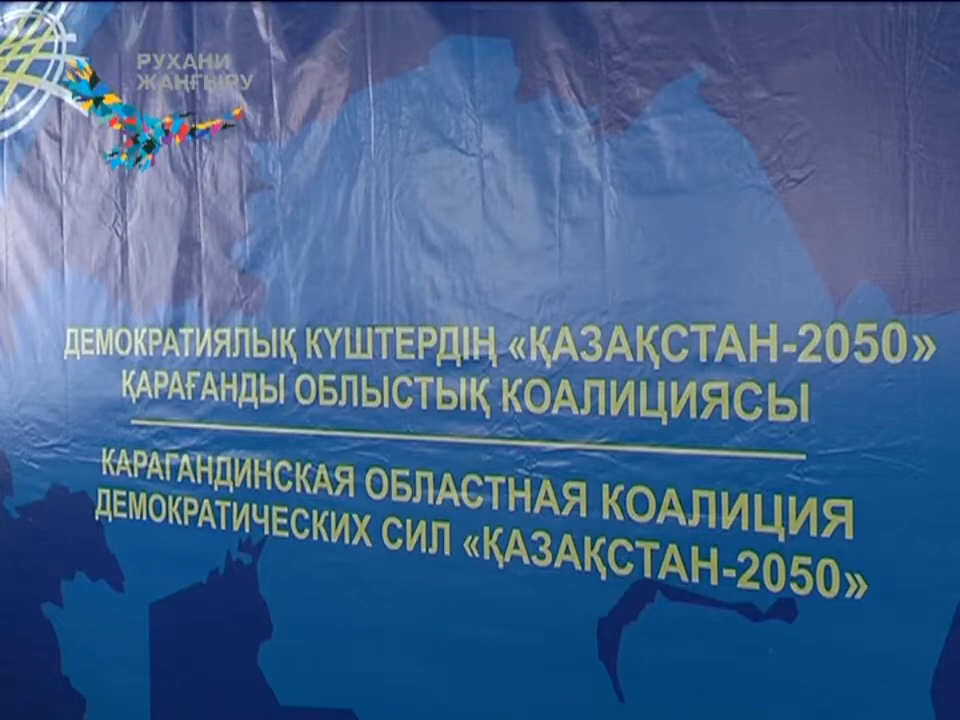 РУХАНИ
ЖАҢҒЫРУ
ДЕМОКРАТИЯЛЫҚ КҮШТЕРДІҢ «ҚАЗАҚСТАН-2050»
ҚАРАҒАНДЫ ОБЛЫСТЫҚ КОАЛИЦИЯСЫ
КАРАГАНДИНСКАЯ ОБЛАСТНАЯ КОАЛИЦИЯ
ДЕМОКРАТИЧЕСКИХ СИЛ «ҚАЗАҚСТАН-2050»